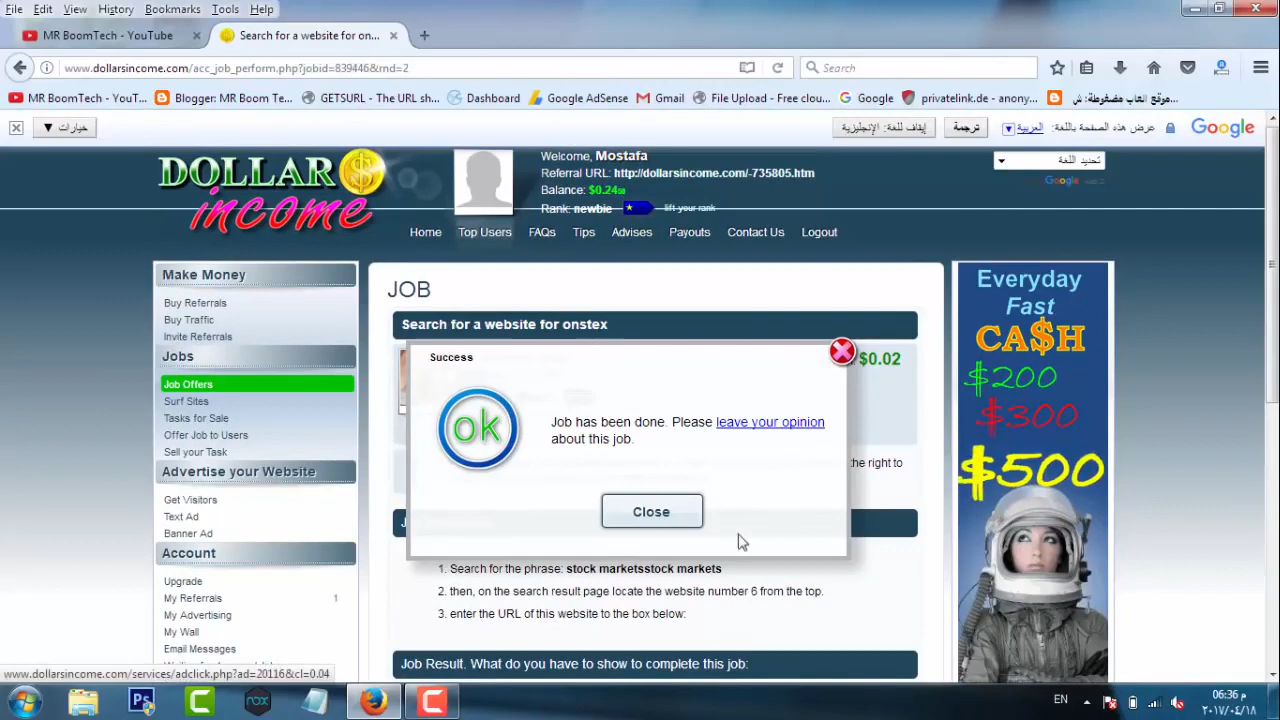 File Edit View History Bookmarks Tools Help
MR BoomTech - YouTube
Search for a website for on...
www.dollarsincome.com/acc_job_perform.php?jobid=839446&rnd=2
Search
MR BoomTech - YouT...
Blogger: MR Boom Te...
GETSURL - The URL sh...
Dashboard
Google AdSense
Gmail
File Upload - Free clou...
Google
privatelink.de - anony...
موقع العاب مضغوطة: ش...
خيارات ▼
إيقاف للغة: الإنجليزية
ترجمة
عرض هذه الصفحة باللغة: العربية
Google
DOLLAR $
income
Welcome, Mostafa
Referral URL: http://dollarsincome.com/-735805.htm
Balance: $0.24
Rank: newbie
lift your rank
تحديد اللغة
Google
Home Top Users FAQs Tips Advises Payouts Contact Us Logout
Make Money
Buy Referrals
Buy Traffic
Invite Referrals
Jobs
Job Offers
Surf Sites
Tasks for Sale
Offer Job to Users
Sell your Task
Advertise your Website
Get Visitors
Text Ad
Banner Ad
Account
Upgrade
My Referrals 1
My Advertising
My Wall
Email Messages
JOB
Search for a website for onstex
$0.02
Success
ok
Job has been done. Please leave your opinion
about this job.
the right to
Close
1. Search for the phrase: stock marketsstock markets
2. then, on the search result page locate the website number 6 from the top.
3. enter the URL of this website to the box below:
Job Result. What do you have to show to complete this job:
Everyday
Fast
CA$H
$200
$300
$500
www.dollarsincome.com/services/adclick.php?ad=20116&cl=0.04
Ps
nox
EN
06:36 م
٢٠١٧/٠٤/١٨